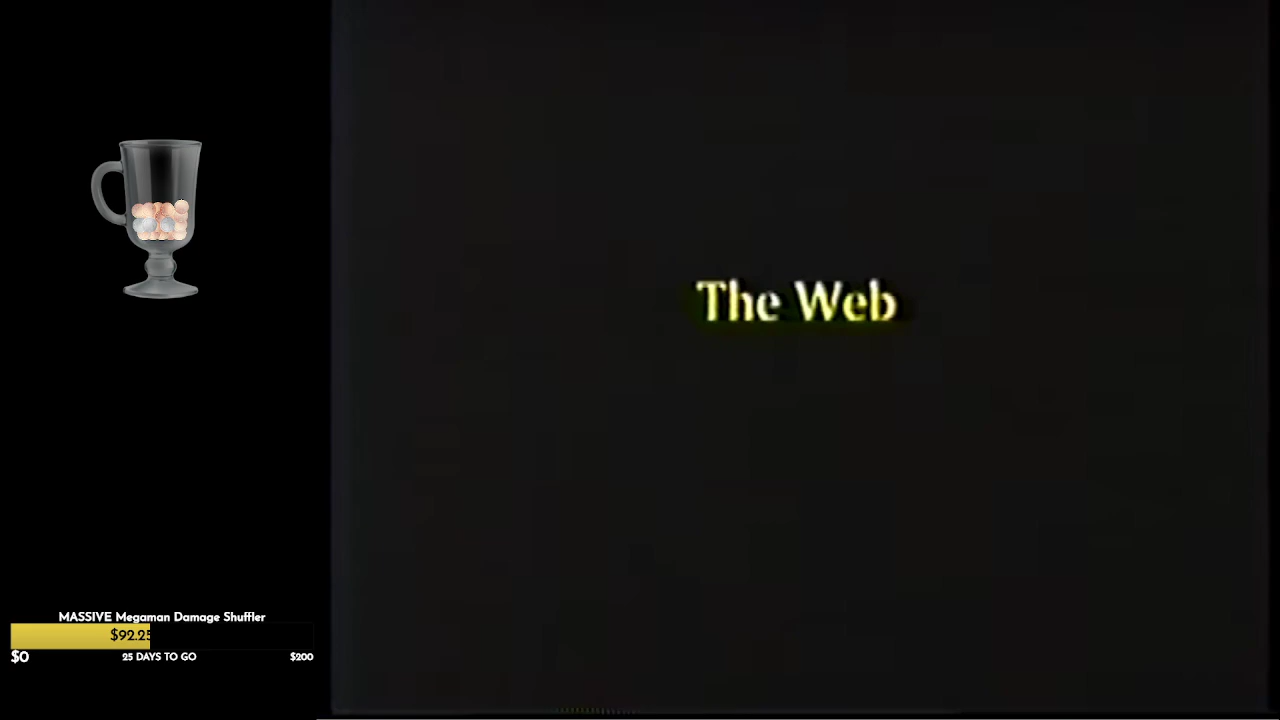 The Web
MASSIVE Megaman Damage Shuffler
$92.25
$0 25 DAYS TO GO $200